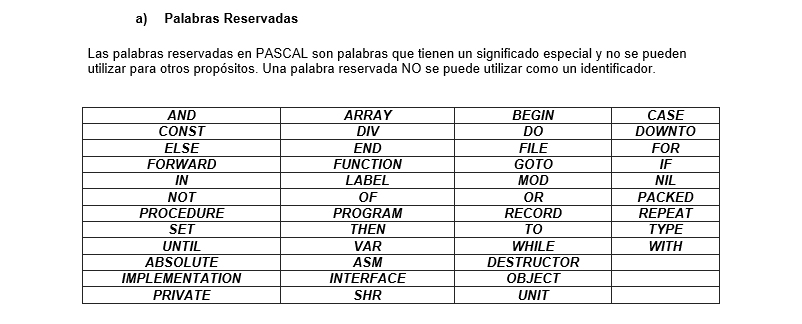 a) Palabras Reservadas
Las palabras reservadas en PASCAL son palabras que tienen un significado especial y no se pueden
utilizar para otros propósitos. Una palabra reservada NO se puede utilizar como un identificador.
AND ARRAY BEGIN CASE
CONST DIV DO DOWNTO
ELSE END FILE FOR
FORWARD FUNCTION GOTO IF
IN LABEL MOD NIL
NOT OF OR PACKED
PROCEDURE PROGRAM RECORD REPEAT
SET THEN TO TYPE
UNTIL VAR WHILE WITH
ABSOLUTE ASM DESTRUCTOR
IMPLEMENTATION INTERFACE OBJECT
PRIVATE SHR UNIT